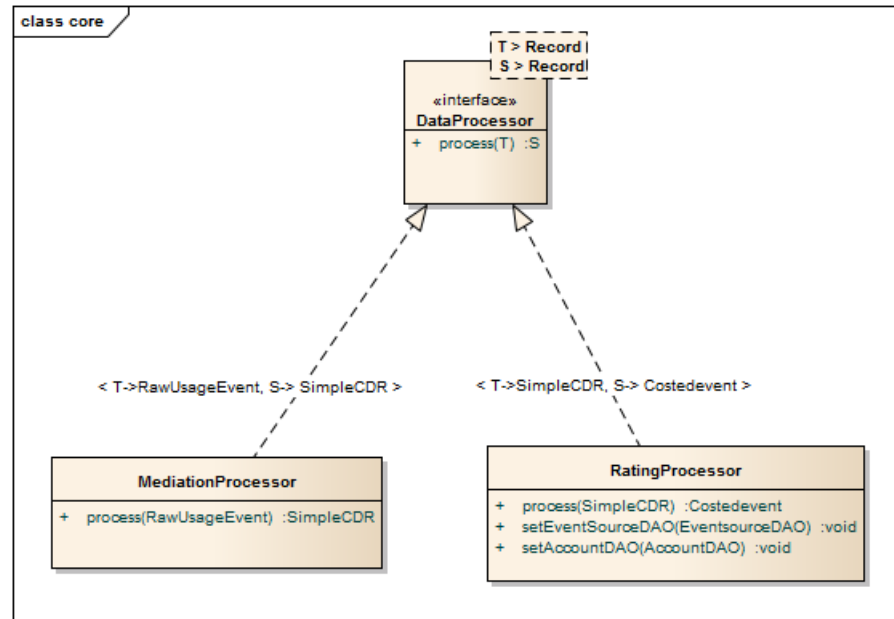 class core
T > Record
S > Record
«interface»
DataProcessor
+ process(T) :S
< T->RawUsageEvent, S-> SimpleCDR >
< T->SimpleCDR, S-> Costedevent >
MediationProcessor
+ process(RawUsageEvent) :SimpleCDR
RatingProcessor
+ process(SimpleCDR) :Costedevent
+ setEventSourceDAO(EventsourceDAO) :void
+ setAccountDAO(AccountDAO) :void